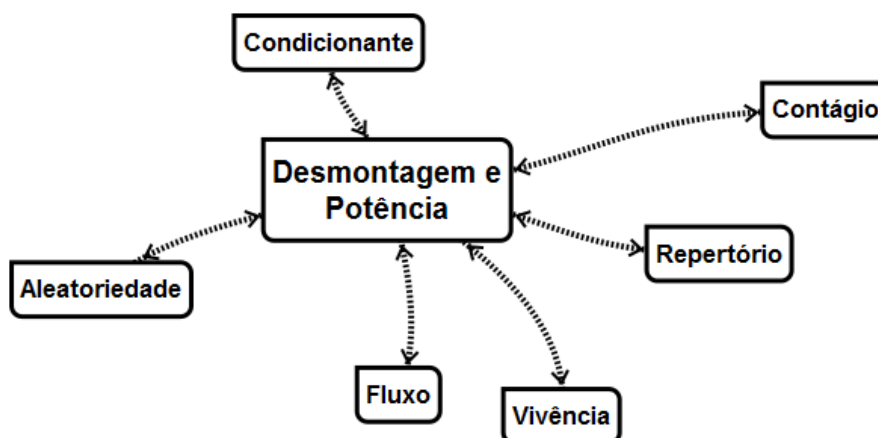 Condicionante
Contágio
Desmontagem e
Potência
Repertório
Aleatoriedade
Fluxo
Vivência